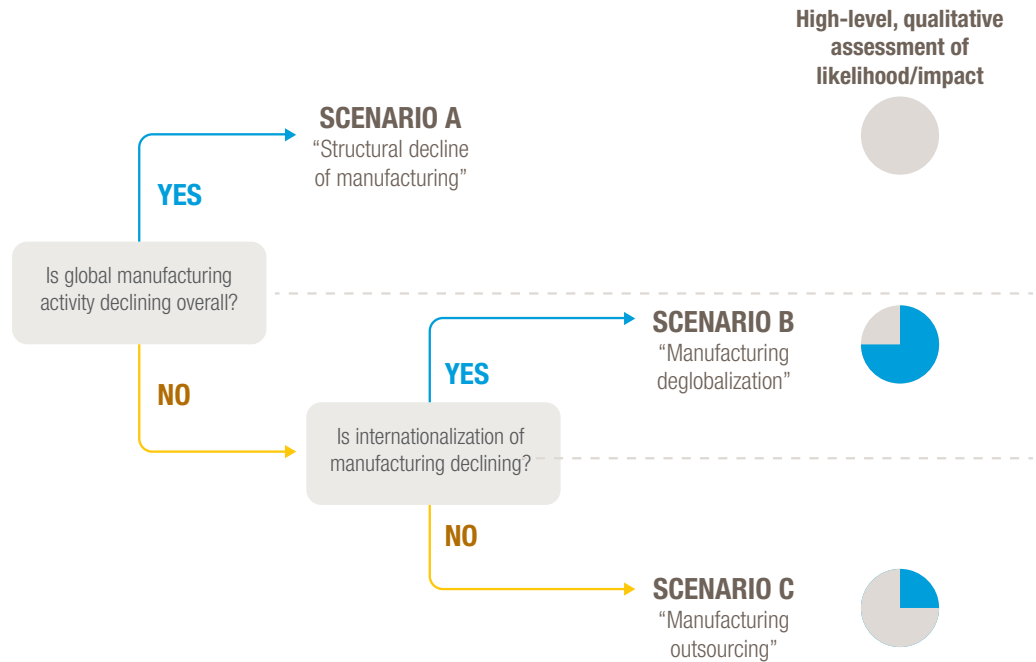 High-level, qualitative
assessment of
likelihood/impact
SCENARIO A
“Structural decline
of manufacturing”
YES
Is global manufacturing
activity declining overall?
NO
SCENARIO B
“Manufacturing
deglobalization”
YES
Is internationalization of
manufacturing declining?
NO
SCENARIO C
“Manufacturing
outsourcing”